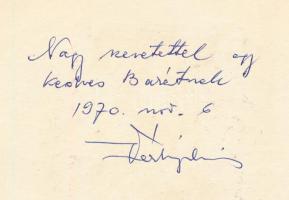 Nagy szeretettel egy
kedves Barátnak
1970. nov. 6